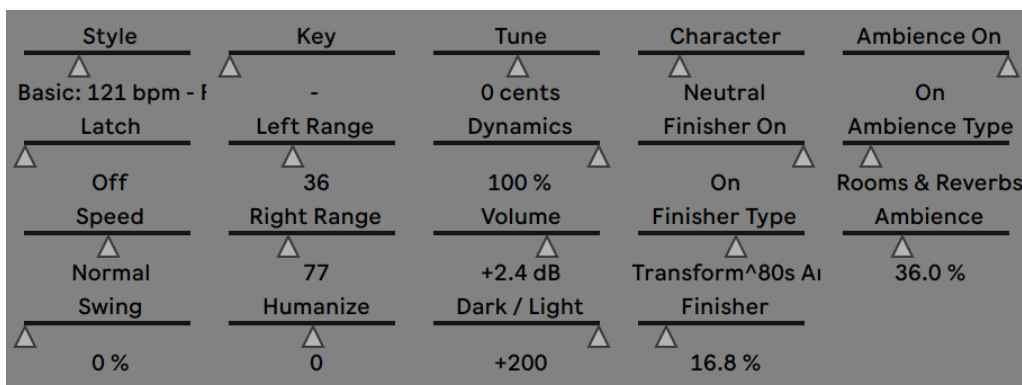 Style Key Tune Character Ambience On
Basic: 121 bpm - F - 0 cents Neutral On
Latch Left Range Dynamics Finisher On Ambience Type
Off 36 100 % On Rooms & Reverbs
Speed Right Range Volume Finisher Type Ambience
Normal 77 +2.4 dB Transform^80s Ar 36.0 %
Swing Humanize Dark / Light Finisher
0 % 0 +200 16.8 %